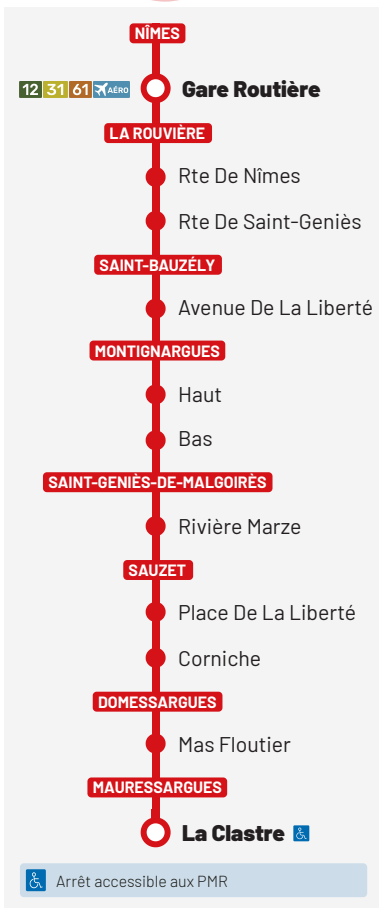 NÎMES
12 31 61 AÉRO Gare Routière
LA ROUVIÈRE
Rte De Nîmes
Rte De Saint-Geniès
SAINT-BAUZÉLY
Avenue De La Liberté
MONTIGNARGUES
Haut
Bas
SAINT-GENIÈS-DE-MALGOIRÈS
Rivière Marze
SAUZET
Place De La Liberté
Corniche
DOMESSARGUES
Mas Floutier
MAURESSARGUES
La Clastre
Arrêt accessible aux PMR